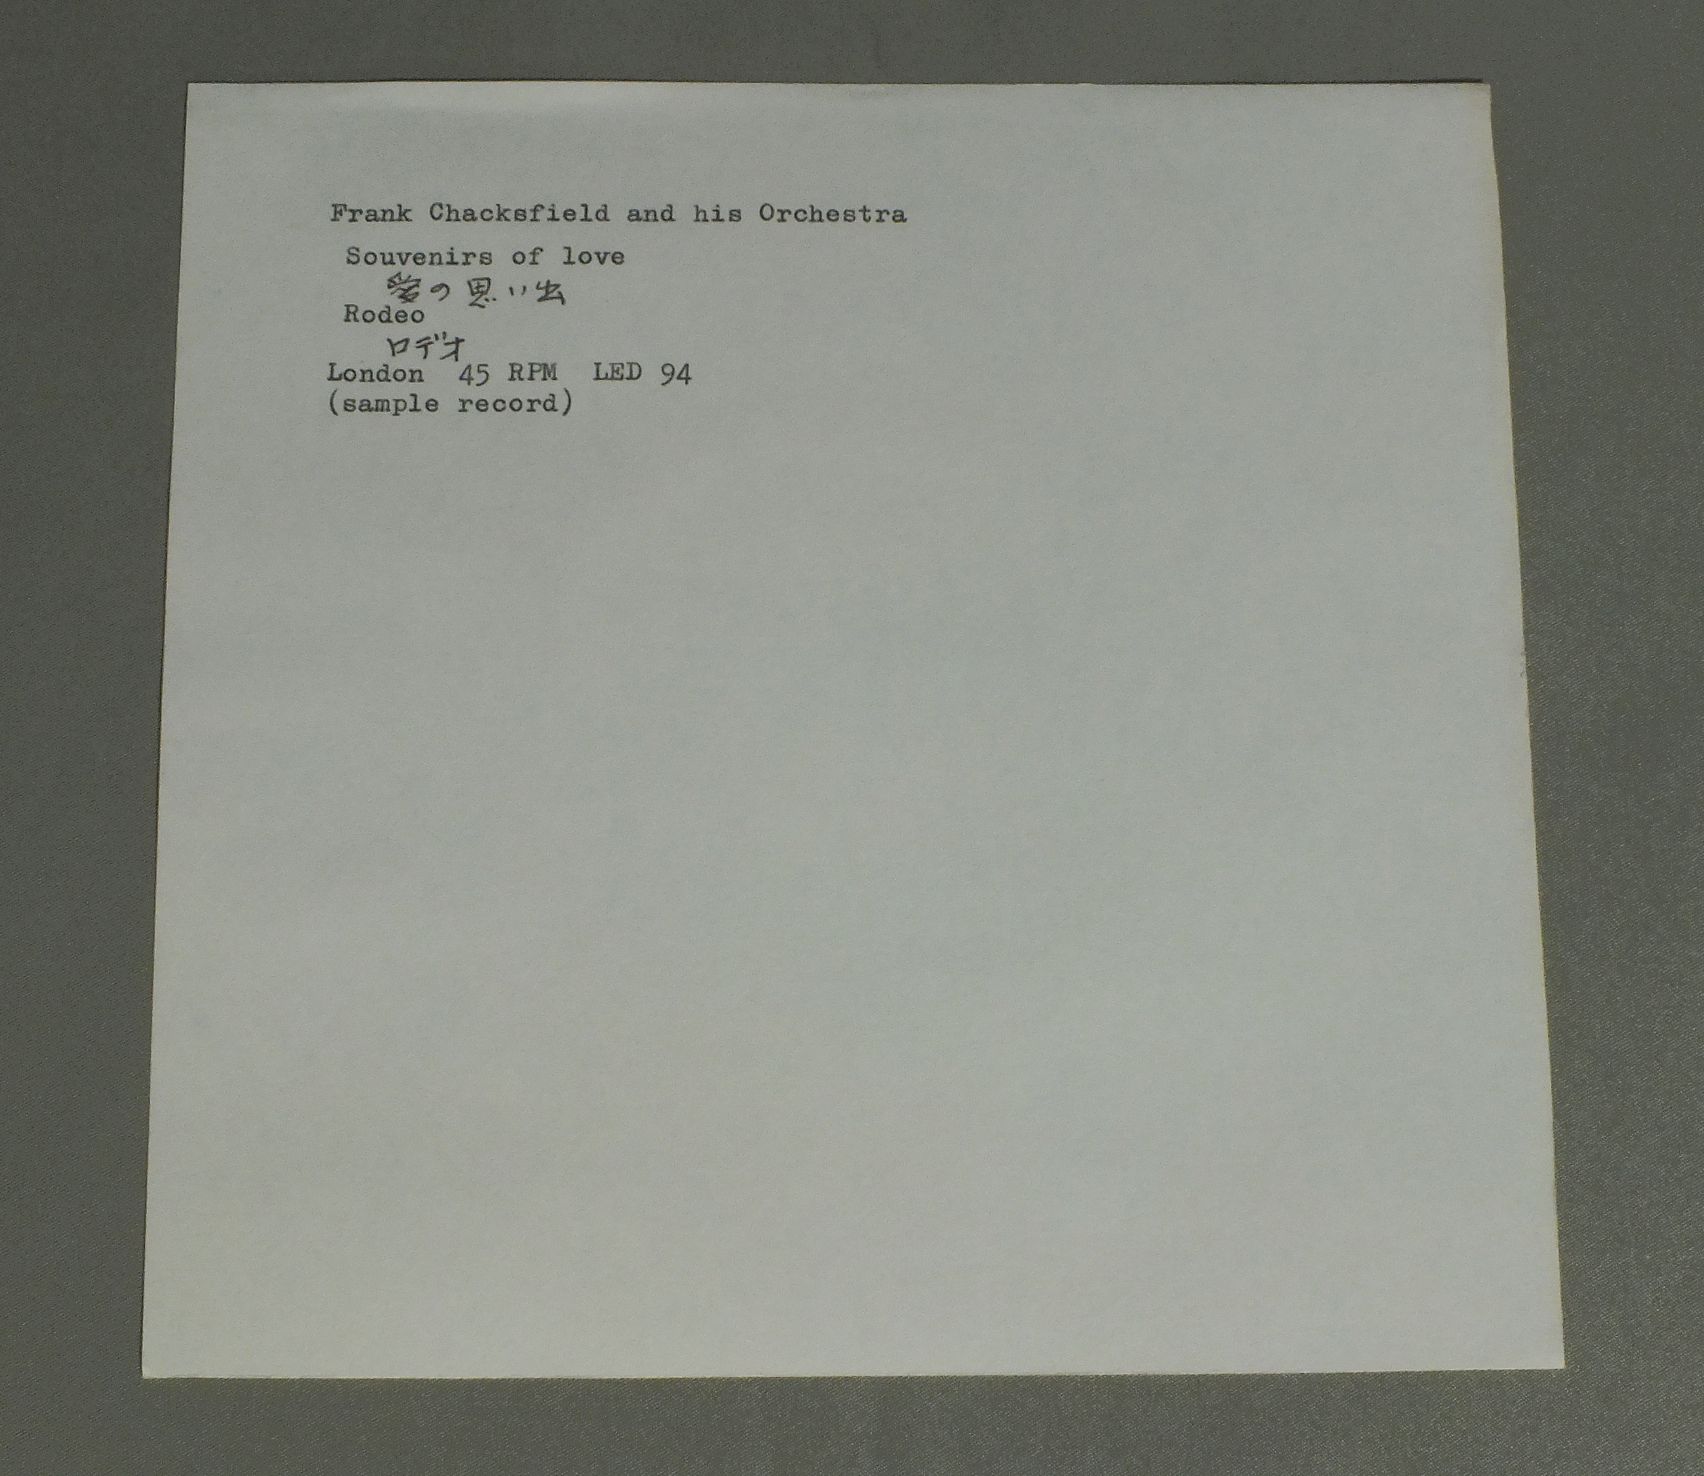 Frank Chacksfield and his Orchestra
Souvenirs of love
愛の思い出
Rodeo
ロデオ
London 45 RPM LED 94
(sample record)